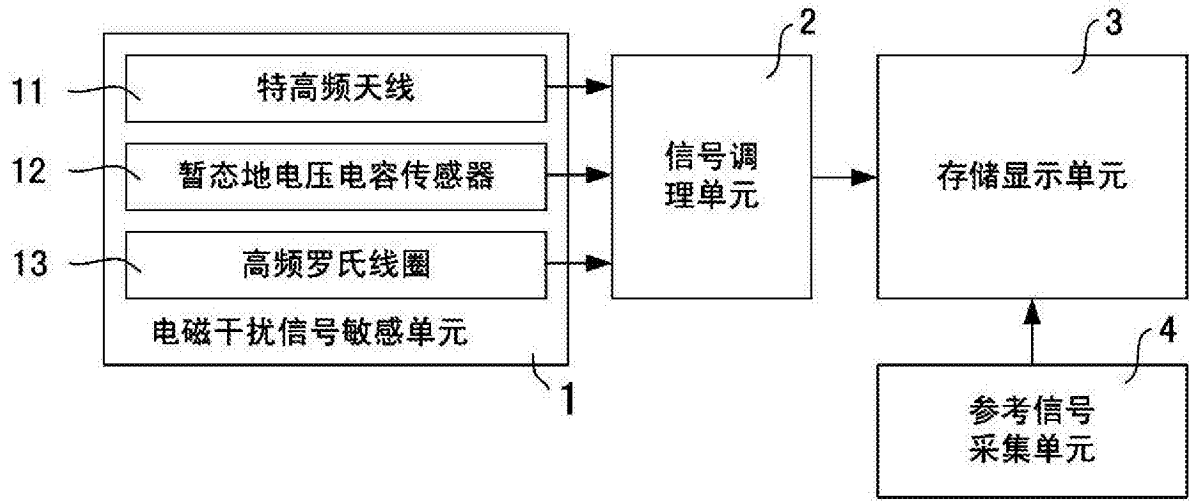 11
特高频天线
12
暂态地电压电容传感器
13
高频罗氏线圈
电磁干扰信号敏感单元
1
2
信号调
理单元
3
存储显示单元
4
参考信号
采集单元